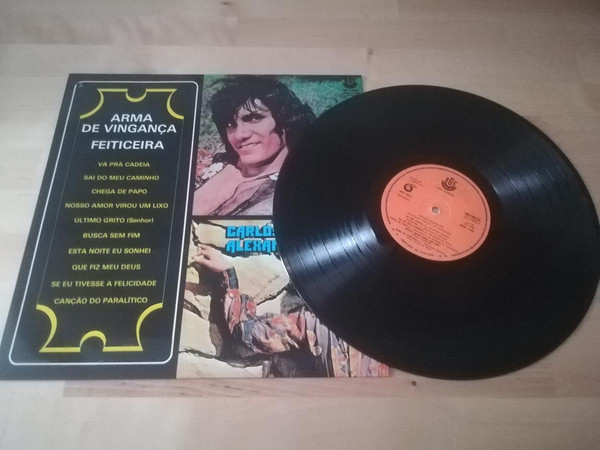 ARMA
DE VINGANÇA
FEITICEIRA
VÁ PRA CADEIA
SAI DO MEU CAMINHO
CHEGA DE PAPO
NOSSO AMOR VIROU UM LIXO
ÚLTIMO GRITO (Senhor)
BUSCA SEM FIM
ESTA NOITE EU SONHEI
QUE FIZ MEU DEUS
SE EU TIVESSE A FELICIDADE
CANÇÃO DO PARALÍTICO
CARLOS
ALEXAN